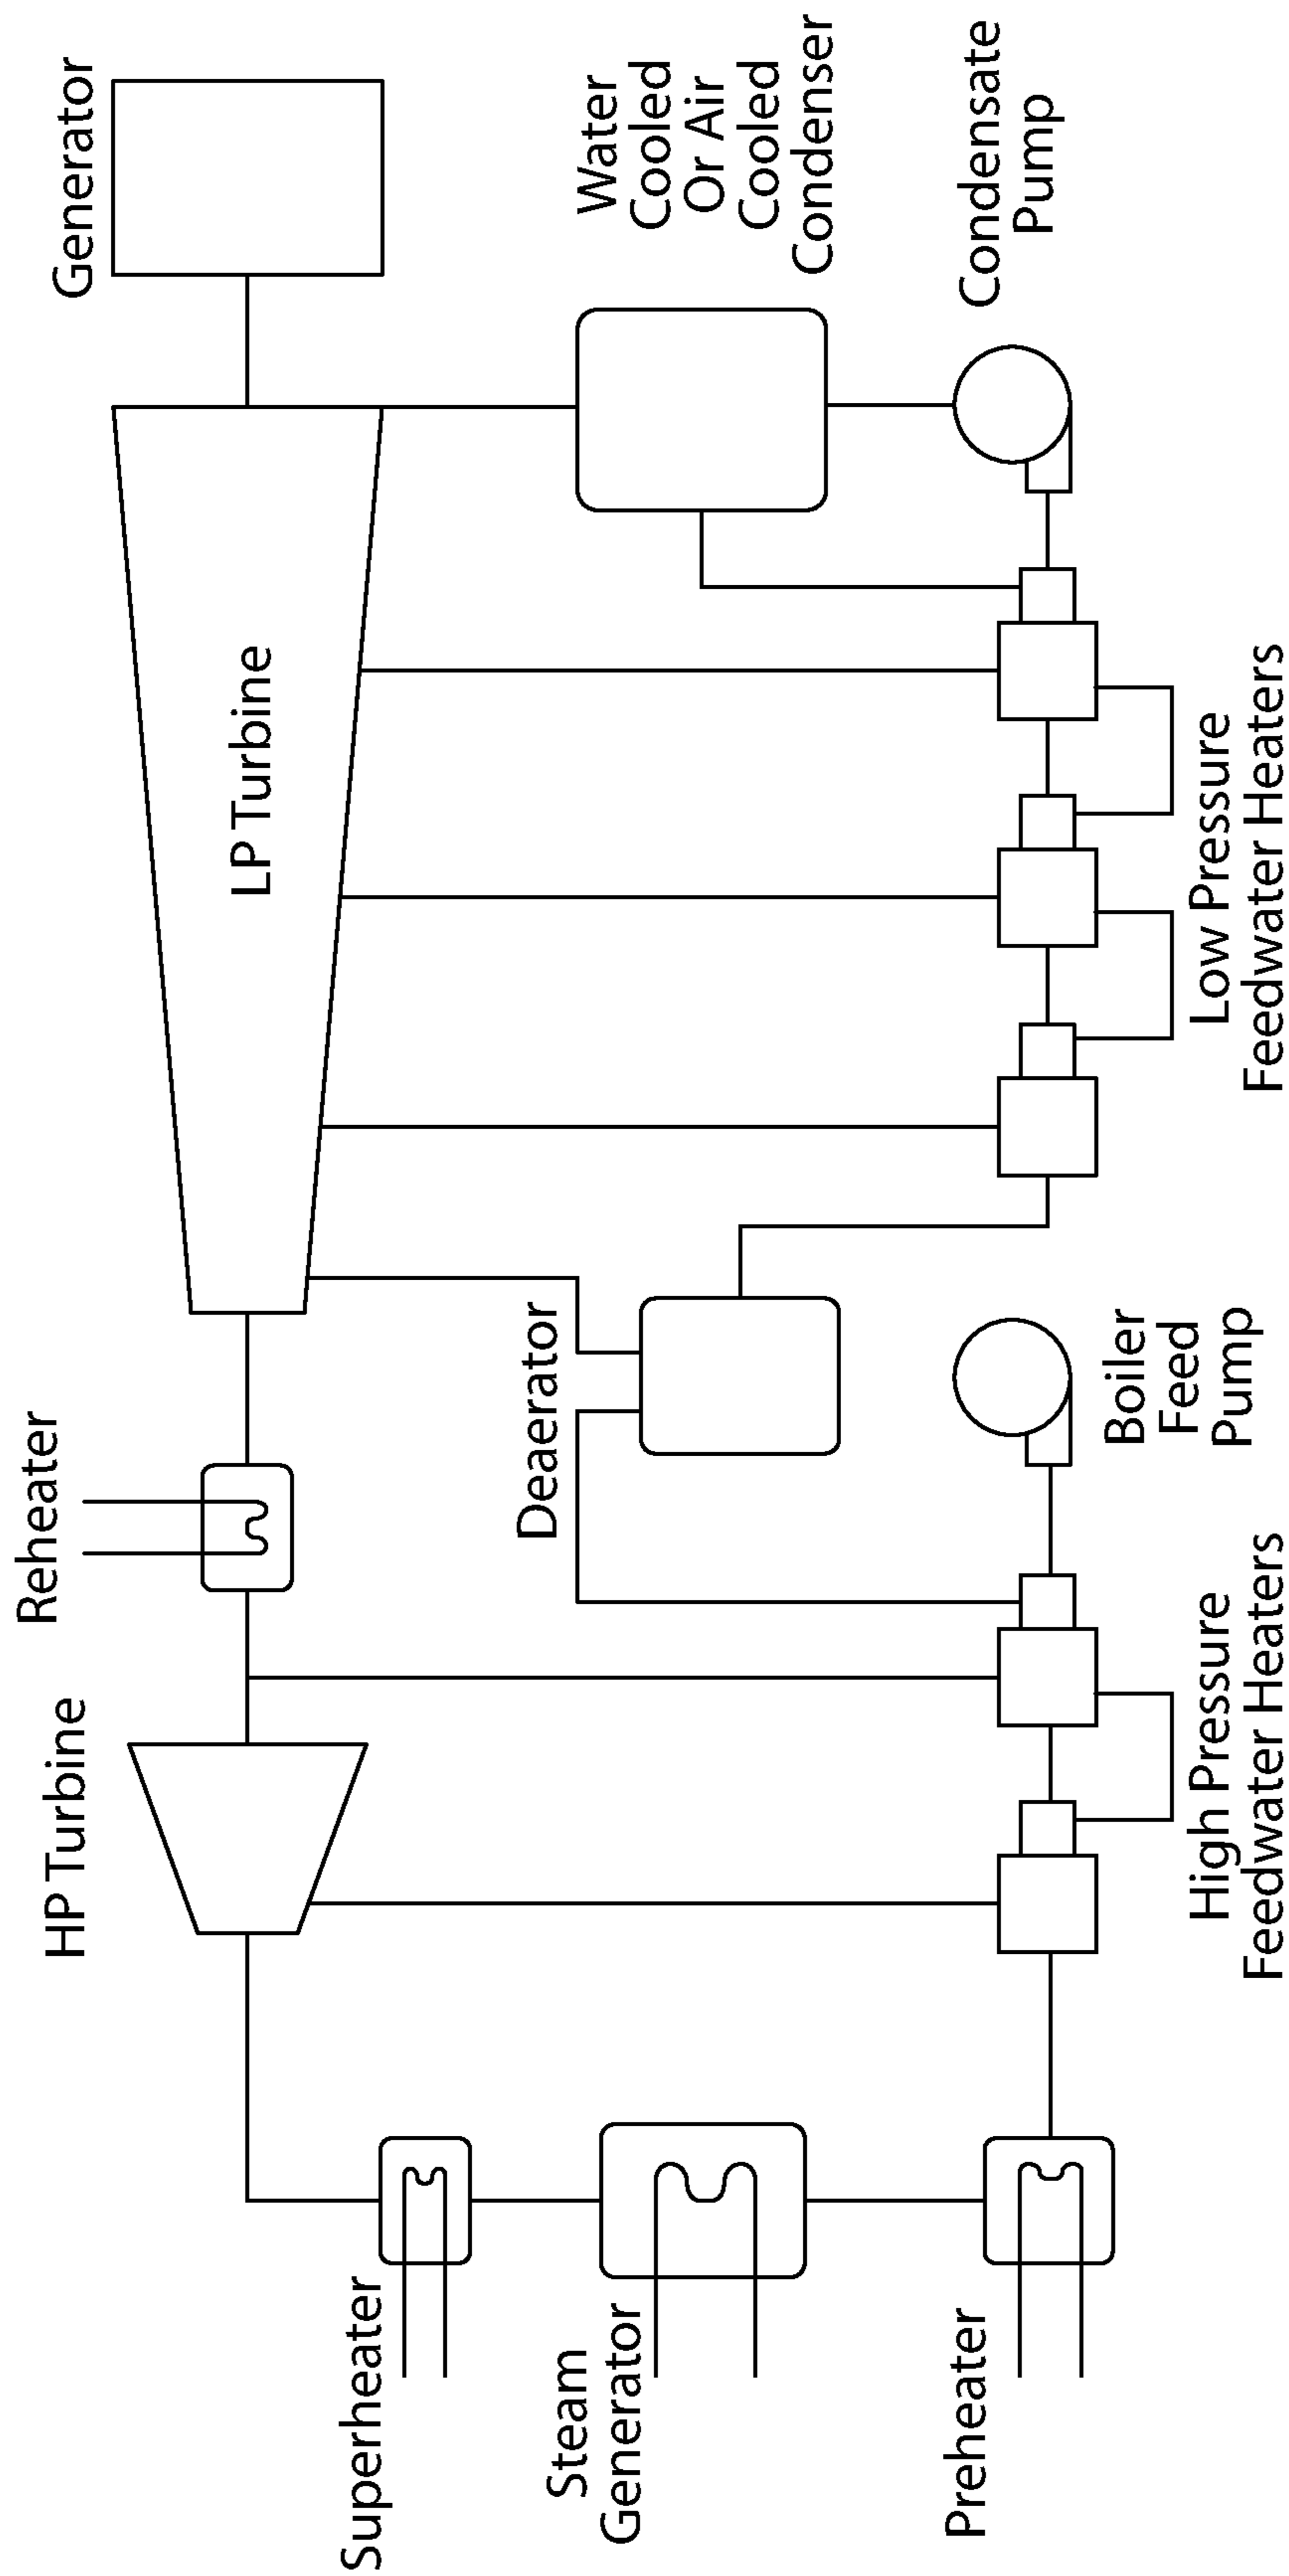 Superheater
Steam
Generator
Preheater
HP Turbine
Reheater
LP Turbine
Generator
Deaerator
Water
Cooled
Or Air
Cooled
Condenser
Condensate
Pump
Boiler
Feed
Pump
High Pressure
Feedwater Heaters
Low Pressure
Feedwater Heaters